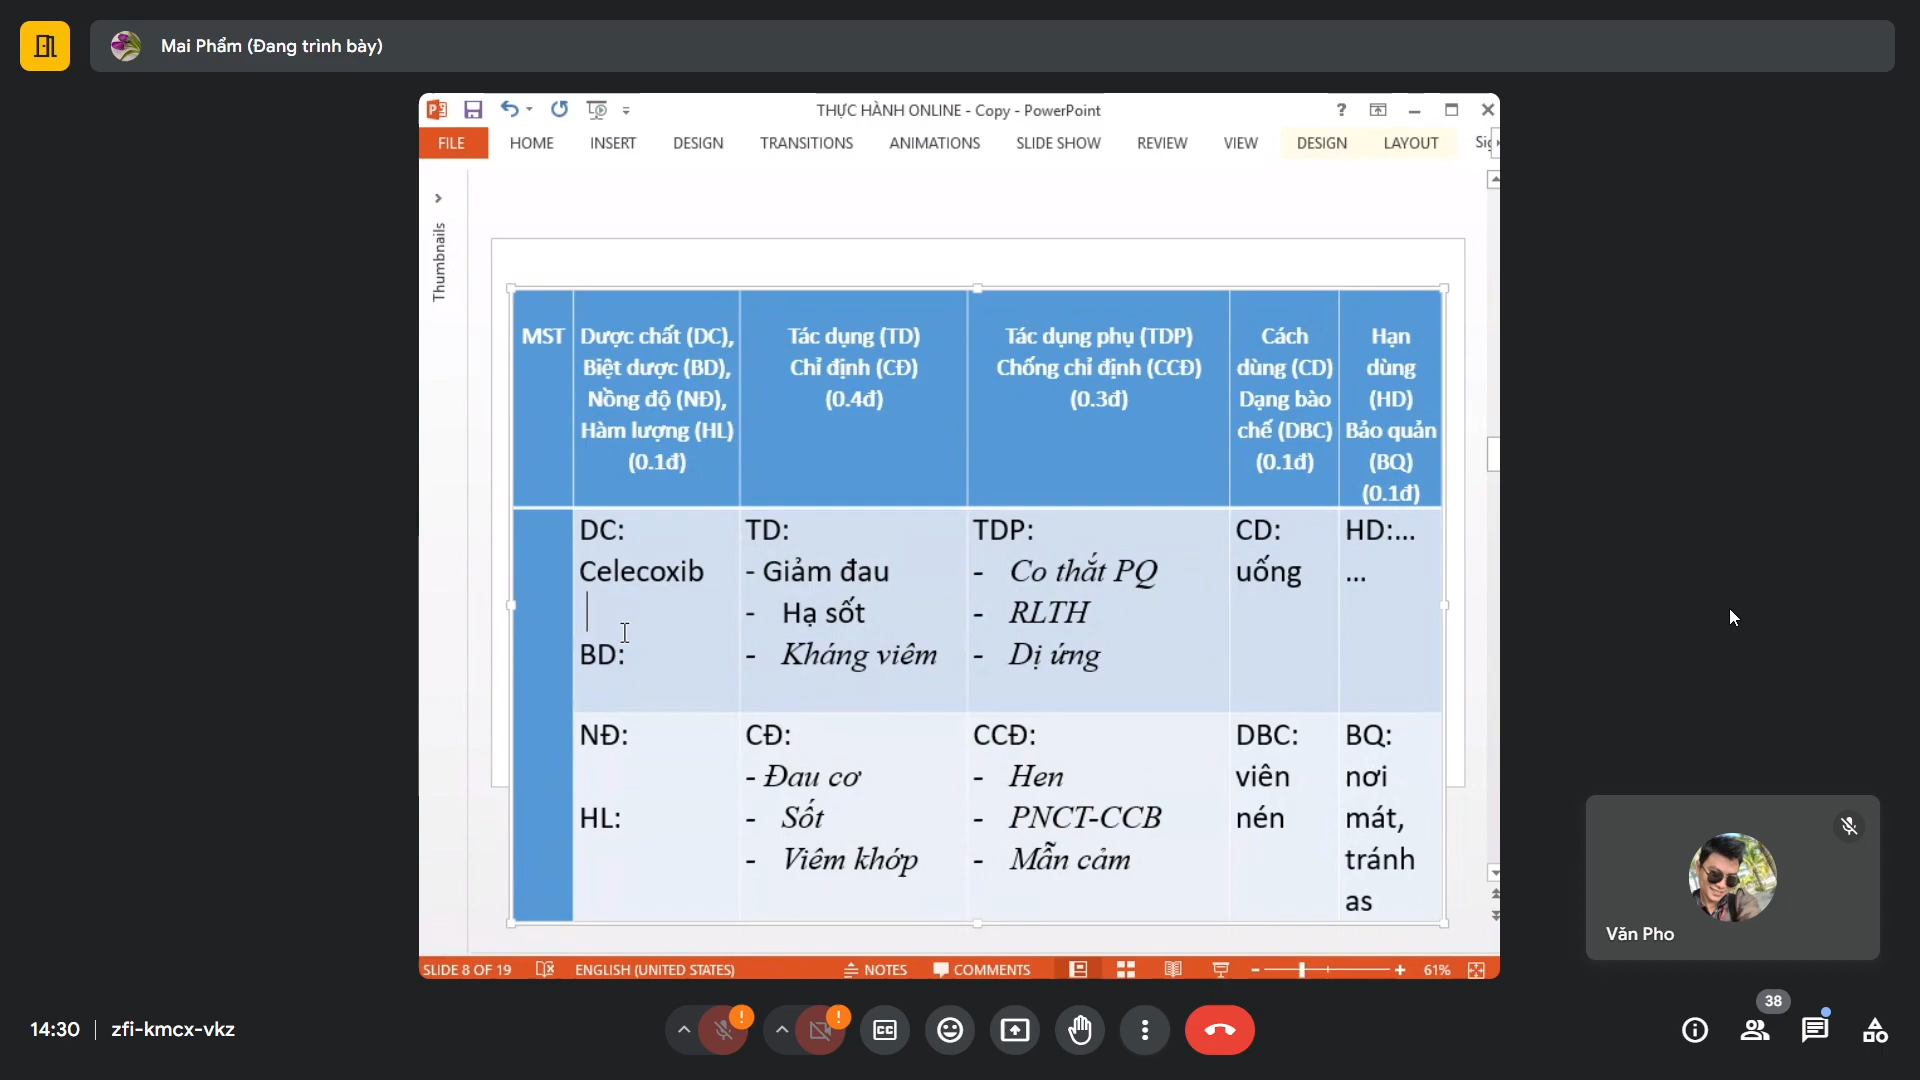 Mai Phẩm (Đang trình bày)
THỰC HÀNH ONLINE - Copy - PowerPoint
FILE HOME INSERT DESIGN TRANSITIONS ANIMATIONS SLIDE SHOW REVIEW VIEW DESIGN LAYOUT
Thumbnails
MST
Dược chất (DC),
Biệt dược (BD),
Nồng độ (NĐ),
Hàm lượng (HL)
(0.1đ)
Tác dụng (TD)
Chỉ định (CĐ)
(0.4đ)
Tác dụng phụ (TDP)
Chống chỉ định (CCĐ)
(0.3đ)
Cách
dùng (CD)
Dạng bào
chế (DBC)
(0.1đ)
Hạn
dùng
(HD)
Bảo quản
(BQ)
(0.1đ)
DC:
Celecoxib
BD:
TD:
- Giảm đau
- Hạ sốt
- Kháng viêm
TDP:
- Co thắt PQ
- RLTH
- Dị ứng
CD:
uống
HD:...
...
NĐ:
HL:
CĐ:
- Đau cơ
- Sốt
- Viêm khớp
CCĐ:
- Hen
- PNCT-CCB
- Mẫn cảm
DBC:
viên
nén
BQ:
nơi
mát,
tránh
as
Văn Pho
SLIDE 8 OF 19 ENGLISH (UNITED STATES) NOTES COMMENTS 61%
14:30 zfi-kmcx-vkz
38